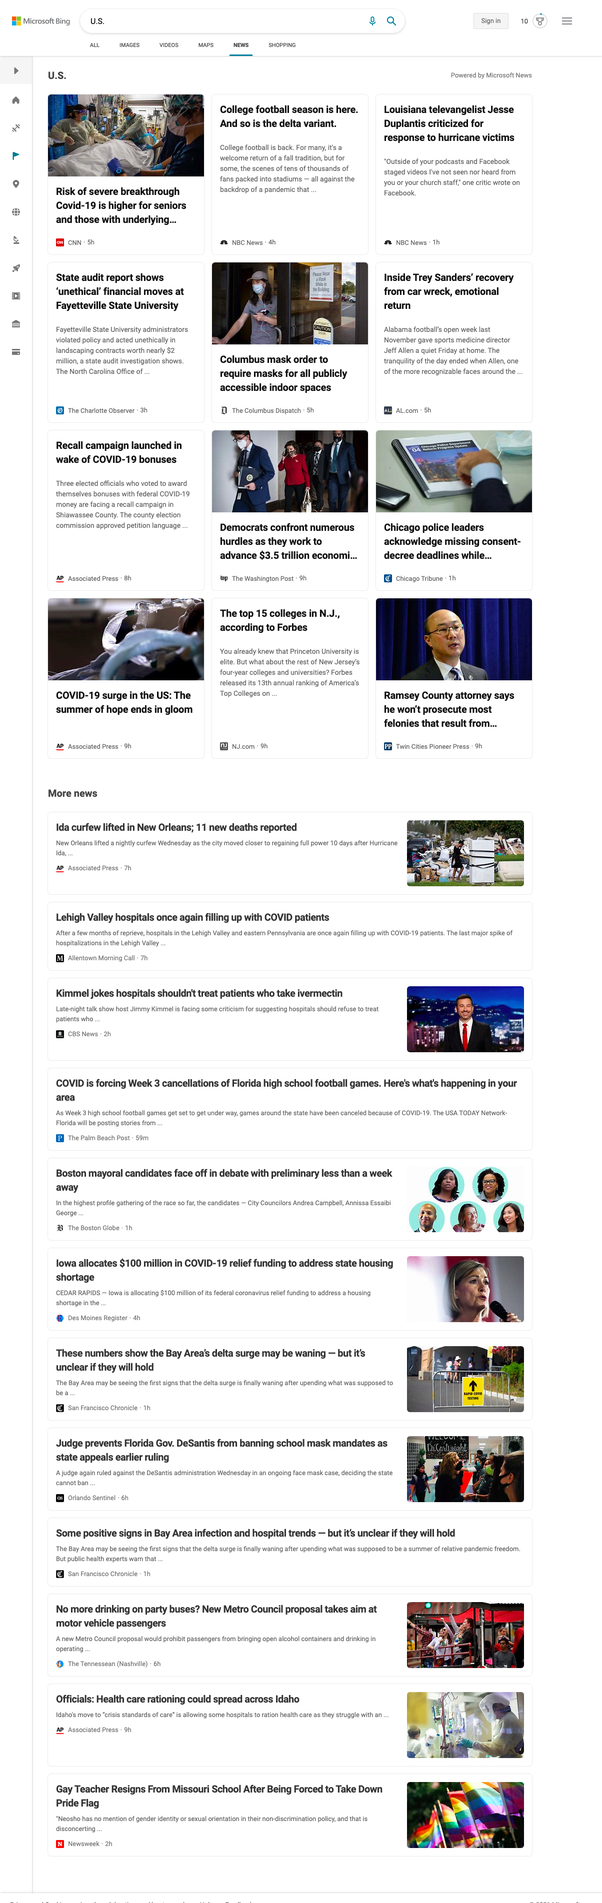 Microsoft Bing
U.S.
Sign in
10
ALL
IMAGES
VIDEOS
MAPS
NEWS
SHOPPING
U.S.
Powered by Microsoft News
Risk of severe breakthrough
Covid-19 is higher for seniors
and those with underlying...
CNN · 5h
College football season is here.
And so is the delta variant.
College football is back. For many, it's a
welcome return of a fall tradition, but for
some, the scenes of tens of thousands of
fans packed into stadiums — all against the
backdrop of a pandemic that ...
NBC News · 4h
Louisiana televangelist Jesse
Duplantis criticized for
response to hurricane victims
"Outside of your podcasts and Facebook
staged videos I've not seen nor heard from
you or your church staff," one critic wrote on
Facebook.
NBC News · 1h
State audit report shows
‘unethical’ financial moves at
Fayetteville State University
Fayetteville State University administrators
violated policy and acted unethically in
landscaping contracts worth nearly $2
million, a state audit investigation shows.
The North Carolina Office of ...
The Charlotte Observer · 3h
Columbus mask order to
require masks for all publicly
accessible indoor spaces
The Columbus Dispatch · 5h
Inside Trey Sanders’ recovery
from car wreck, emotional
return
Alabama football's open week last
November gave sports medicine director
Jeff Allen a quiet Friday at home. The
tranquility of the day ended when Allen, one
of the more recognizable faces around the ...
AL.com · 5h
Recall campaign launched in
wake of COVID-19 bonuses
Three elected officials who voted to award
themselves bonuses with federal COVID-19
money are facing a recall campaign in
Shiawassee County. The county election
commission approved petition language ...
Associated Press · 8h
Democrats confront numerous
hurdles as they work to
advance $3.5 trillion economi...
The Washington Post · 9h
Chicago police leaders
acknowledge missing consent-
decree deadlines while...
Chicago Tribune · 1h
COVID-19 surge in the US: The
summer of hope ends in gloom
Associated Press · 9h
The top 15 colleges in N.J.,
according to Forbes
You already knew that Princeton University is
elite. But what about the rest of New Jersey's
four-year colleges and universities? Forbes
released its 13th annual ranking of America's
Top Colleges on ...
NJ.com · 9h
Ramsey County attorney says
he won’t prosecute most
felonies that result from...
Twin Cities Pioneer Press · 9h
More news
Ida curfew lifted in New Orleans; 11 new deaths reported
New Orleans lifted a nightly curfew Wednesday as the city moved closer to regaining full power 10 days after Hurricane
Ida, ...
Associated Press · 7h
Lehigh Valley hospitals once again filling up with COVID patients
After a few months of reprieve, hospitals in the Lehigh Valley and eastern Pennsylvania are once again filling up with COVID-19 patients. The last major spike of
hospitalizations in the Lehigh Valley ...
Allentown Morning Call · 7h
Kimmel jokes hospitals shouldn't treat patients who take ivermectin
Late-night talk show host Jimmy Kimmel is facing some criticism for suggesting hospitals should refuse to treat
patients who ...
CBS News · 2h
COVID is forcing Week 3 cancellations of Florida high school football games. Here's what's happening in your
area
As Week 3 high school football games get set to get under way, games around the state have been canceled because of COVID-19. The USA TODAY Network-
Florida will be posting stories from ...
The Palm Beach Post · 59m
Boston mayoral candidates face off in debate with preliminary less than a week
away
In the highest profile gathering of the race so far, the candidates — City Councilors Andrea Campbell, Annissa Essaibi
George ...
The Boston Globe · 1h
Iowa allocates $100 million in COVID-19 relief funding to address state housing
shortage
CEDAR RAPIDS — Iowa is allocating $100 million of its federal coronavirus relief funding to address a housing
shortage in the ...
Des Moines Register · 4h
These numbers show the Bay Area’s delta surge may be waning — but it’s
unclear if they will hold
The Bay Area may be seeing the first signs that the delta surge is finally waning after upending what was supposed to
be a ...
San Francisco Chronicle · 1h
Judge prevents Florida Gov. DeSantis from banning school mask mandates as
state appeals earlier ruling
A judge again ruled against the DeSantis administration Wednesday in an ongoing face mask case, deciding the state
cannot ban ...
Orlando Sentinel · 6h
Some positive signs in Bay Area infection and hospital trends — but it’s unclear if they will hold
The Bay Area may be seeing the first signs that the delta surge is finally waning after upending what was supposed to be a summer of relative pandemic freedom.
But public health experts warn that ...
San Francisco Chronicle · 1h
No more drinking on party buses? New Metro Council proposal takes aim at
motor vehicle passengers
A new Metro Council proposal would prohibit passengers from bringing open alcohol containers and drinking in
operating ...
The Tennessean (Nashville) · 6h
Officials: Health care rationing could spread across Idaho
Idaho's move to "crisis standards of care" is allowing some hospitals to ration health care as they struggle with an ...
Associated Press · 9h
Gay Teacher Resigns From Missouri School After Being Forced to Take Down
Pride Flag
"Neosho has no mention of gender identity or sexual orientation in their non-discrimination policy, and that is
disconcerting ...
Newsweek · 2h